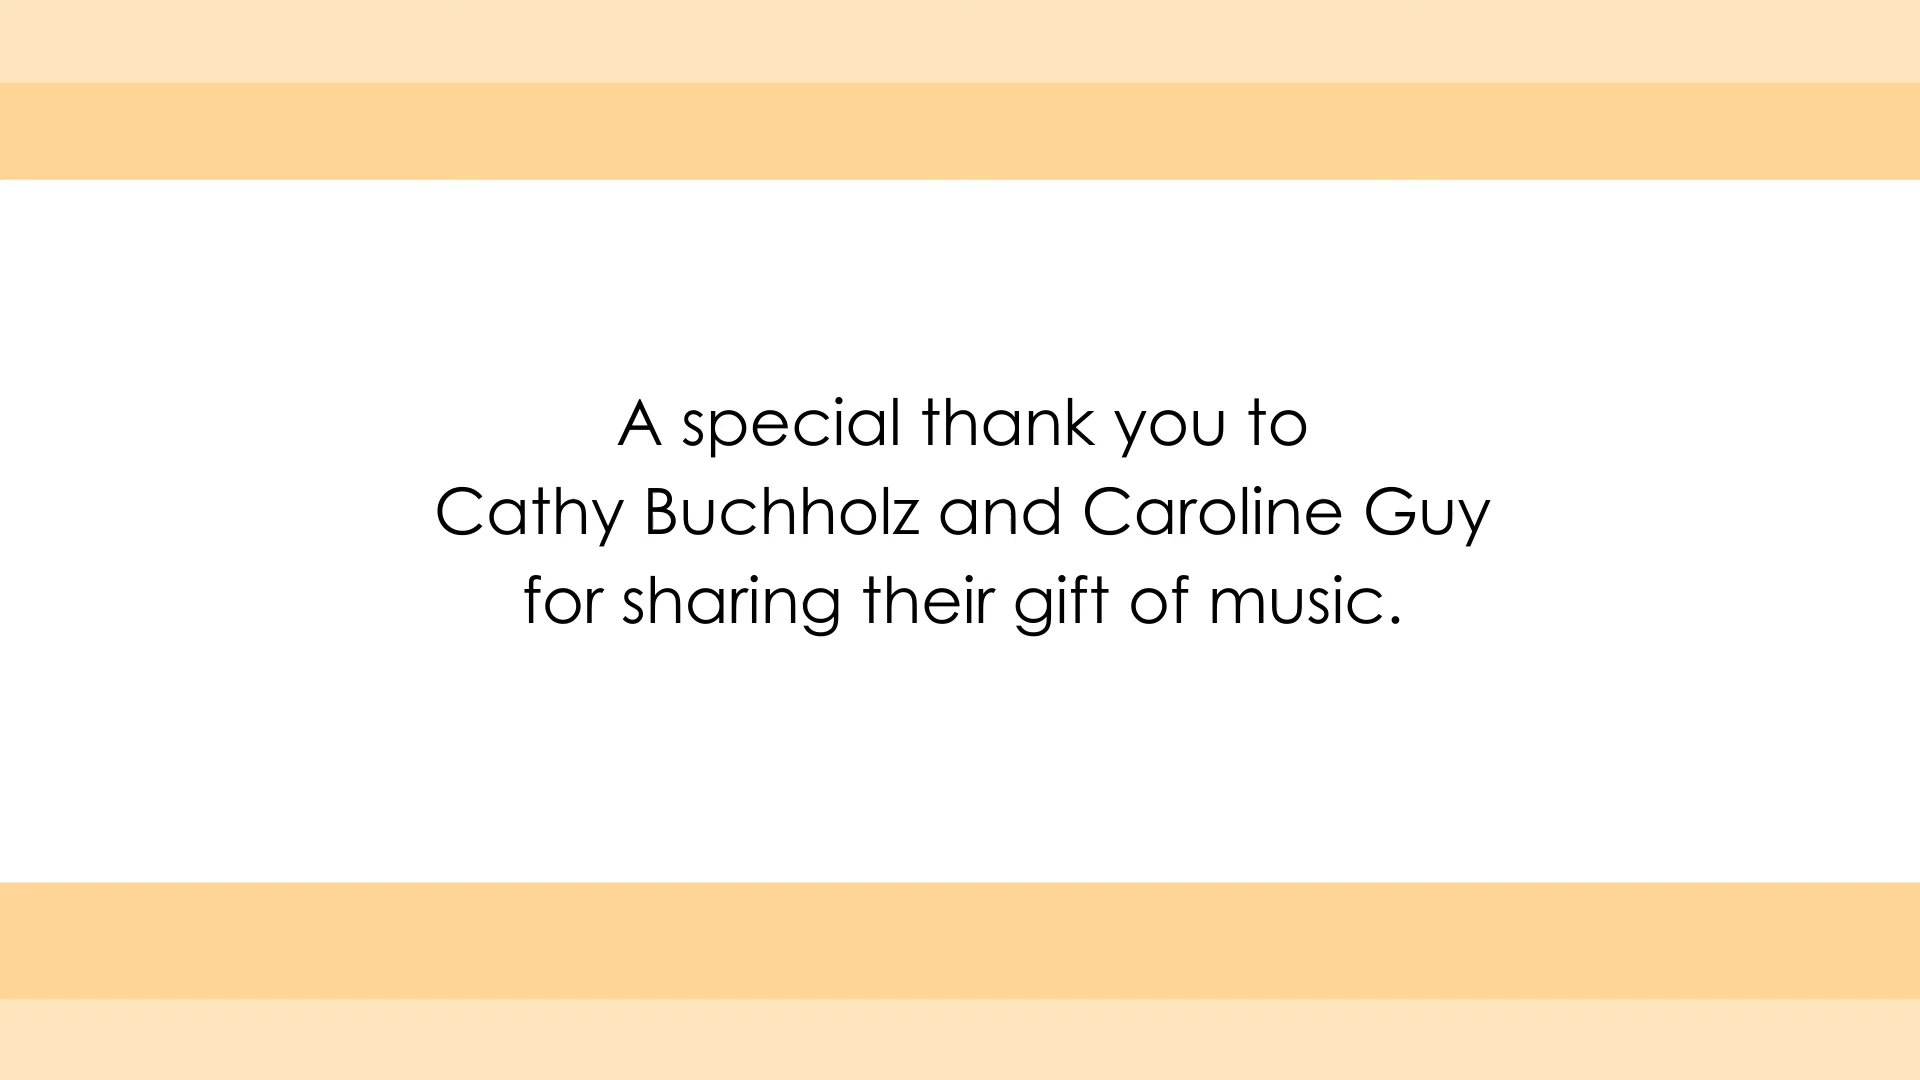 A special thank you to
Cathy Buchholz and Caroline Guy
for sharing their gift of music.